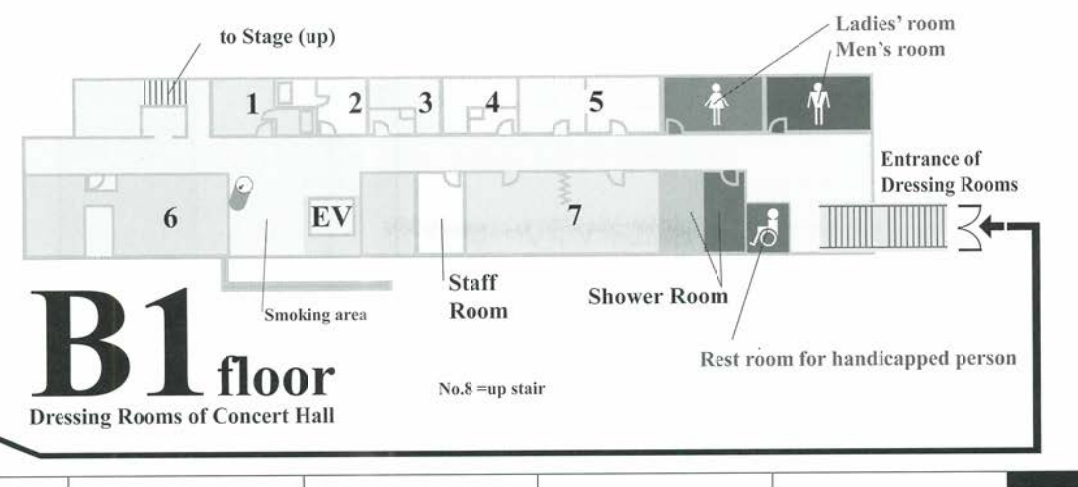 to Stage (up)
Ladies' room
Men's room
1
2
3
4
5
Entrance of
Dressing Rooms
6
EV
7
Staff
Room
Shower Room
Smoking area
Rest room for handicapped person
B1 floor
No.8 =up stair
Dressing Rooms of Concert Hall